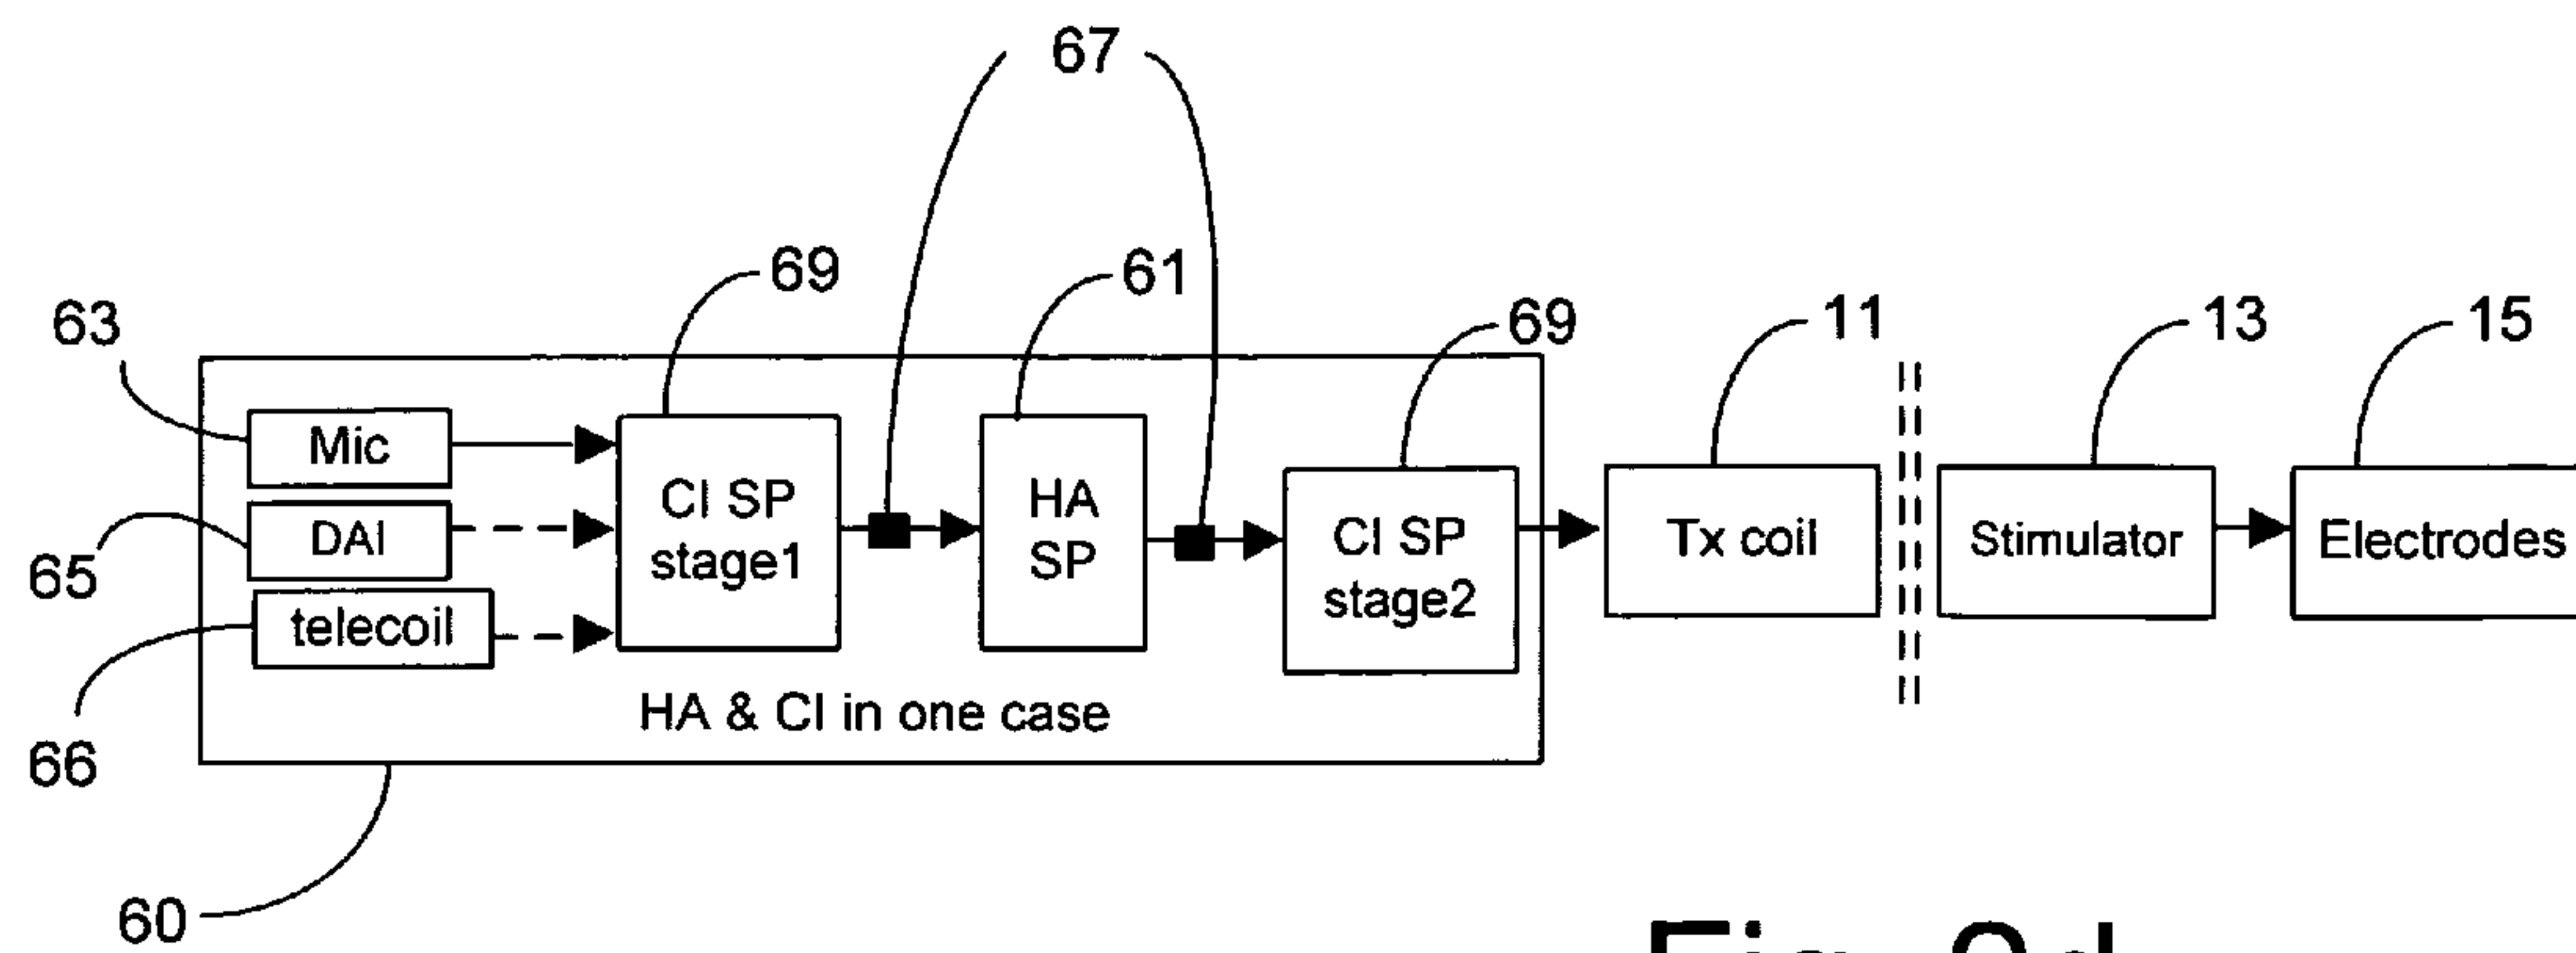 67
69
61
63
69
11
13
15
Mic
CI SP
stage1
HA
SP
DAI
CI SP
stage2
Tx coil
Stimulator
Electrodes
65
telecoil
HA & CI in one case
66
60